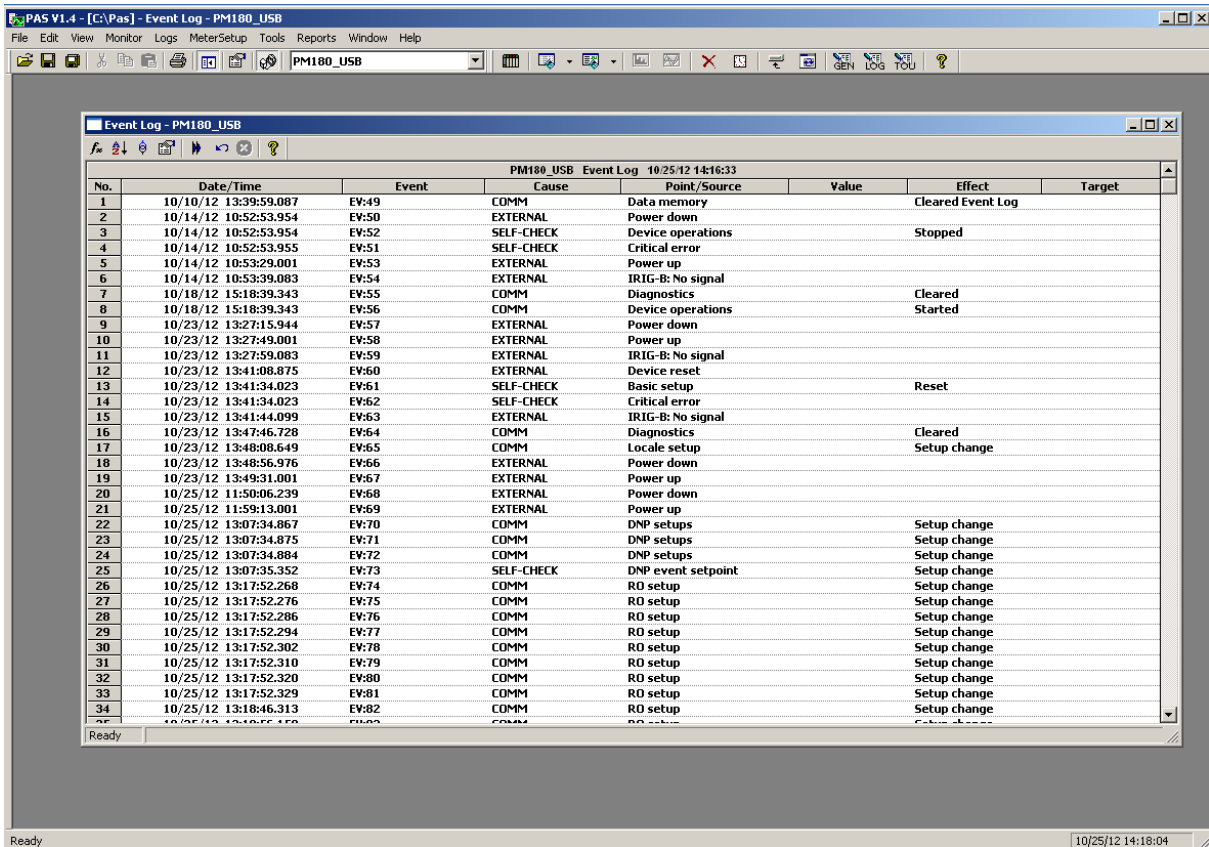 PAS V1.4 - [C:\Pas] - Event Log - PM180_USB
File Edit View Monitor Logs MeterSetup Tools Reports Window Help
PM180_USB GEN LOG TOU
Event Log - PM180_USB
PM180_USB Event Log 10/25/12 14:16:33
No. Date/Time Event Cause Point/Source Value Effect Target
1 10/10/12 13:39:59.087 EV:49 COMM Data memory Cleared Event Log
2 10/14/12 10:52:53.954 EV:50 EXTERNAL Power down
3 10/14/12 10:52:53.954 EV:52 SELF-CHECK Device operations Stopped
4 10/14/12 10:52:53.955 EV:51 SELF-CHECK Critical error
5 10/14/12 10:53:29.001 EV:53 EXTERNAL Power up
6 10/14/12 10:53:39.083 EV:54 EXTERNAL IRIG-B: No signal
7 10/18/12 15:18:39.343 EV:55 COMM Diagnostics Cleared
8 10/18/12 15:18:39.343 EV:56 COMM Device operations Started
9 10/23/12 13:27:15.944 EV:57 EXTERNAL Power down
10 10/23/12 13:27:49.001 EV:58 EXTERNAL Power up
11 10/23/12 13:27:59.083 EV:59 EXTERNAL IRIG-B: No signal
12 10/23/12 13:41:08.875 EV:60 EXTERNAL Device reset
13 10/23/12 13:41:34.023 EV:61 SELF-CHECK Basic setup Reset
14 10/23/12 13:41:34.023 EV:62 SELF-CHECK Critical error
15 10/23/12 13:41:44.099 EV:63 EXTERNAL IRIG-B: No signal
16 10/23/12 13:47:46.728 EV:64 COMM Diagnostics Cleared
17 10/23/12 13:48:08.649 EV:65 COMM Locale setup Setup change
18 10/23/12 13:48:56.976 EV:66 EXTERNAL Power down
19 10/23/12 13:49:31.001 EV:67 EXTERNAL Power up
20 10/25/12 11:50:06.239 EV:68 EXTERNAL Power down
21 10/25/12 11:59:13.001 EV:69 EXTERNAL Power up
22 10/25/12 13:07:34.867 EV:70 COMM DNP setups Setup change
23 10/25/12 13:07:34.875 EV:71 COMM DNP setups Setup change
24 10/25/12 13:07:34.884 EV:72 COMM DNP setups Setup change
25 10/25/12 13:07:35.352 EV:73 SELF-CHECK DNP event setpoint Setup change
26 10/25/12 13:17:52.268 EV:74 COMM RO setup Setup change
27 10/25/12 13:17:52.276 EV:75 COMM RO setup Setup change
28 10/25/12 13:17:52.286 EV:76 COMM RO setup Setup change
29 10/25/12 13:17:52.294 EV:77 COMM RO setup Setup change
30 10/25/12 13:17:52.302 EV:78 COMM RO setup Setup change
31 10/25/12 13:17:52.310 EV:79 COMM RO setup Setup change
32 10/25/12 13:17:52.320 EV:80 COMM RO setup Setup change
33 10/25/12 13:17:52.329 EV:81 COMM RO setup Setup change
34 10/25/12 13:18:46.313 EV:82 COMM RO setup Setup change
Ready
Ready 10/25/12 14:18:04